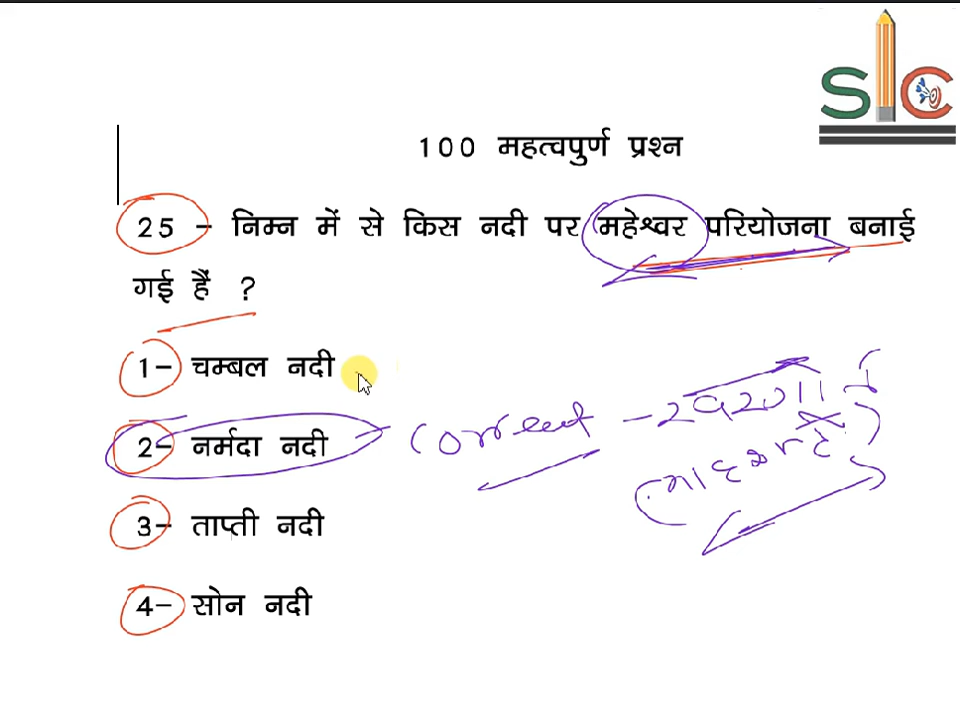 SIC
100 महत्वपुर्ण प्रश्न
25 - निम्न में से किस नदी पर महेश्वर परियोजना बनाई
गई हैं ?
1- चम्बल नदी
2- नर्मदा नदी
Correct -
3- ताप्ती नदी
4- सोन नदी